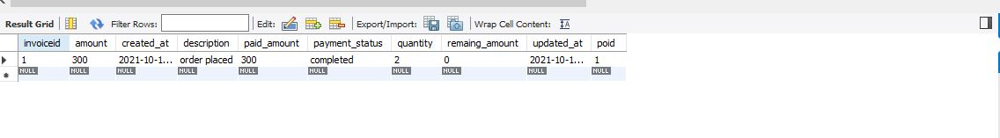 Result Grid Filter Rows: Edit: Export/Import: Wrap Cell Content: IA
invoiceid amount created_at description paid_amount payment_status quantity remaing_amount updated_at poid
1 300 2021-10-1... order placed 300 completed 2 0 2021-10-1... 1
NULL NULL NULL NULL NULL NULL NULL NULL NULL NULL